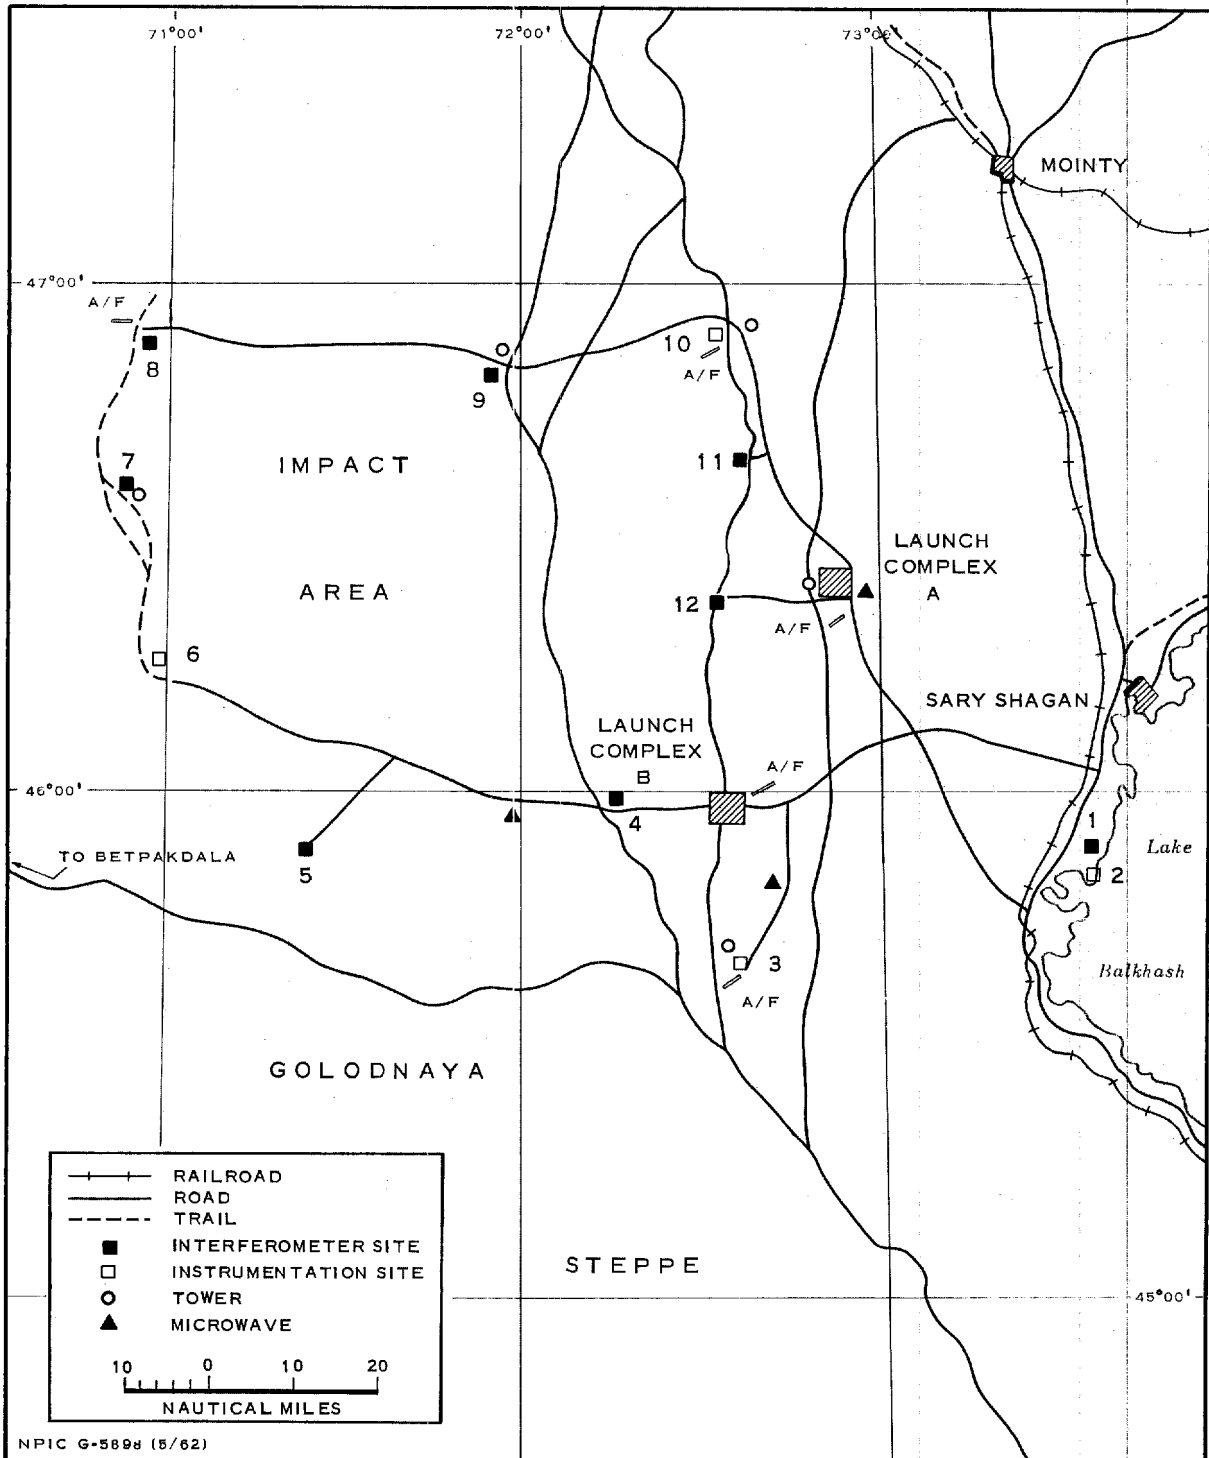 71°00'
72°00'
73°00'
MOINTY
47°00'
A/F
8
9
10
A/F
7
11
IMPACT
AREA
LAUNCH
COMPLEX
A
12
A/F
6
SARY SHAGAN
LAUNCH
COMPLEX
B
A/F
46°00'
4
1
2
Lake
TO BETPAKDALA
5
3
A/F
Balkhash
GOLODNAYA
STEPPE
45°00'
RAILROAD
ROAD
TRAIL
INTERFEROMETER SITE
INSTRUMENTATION SITE
TOWER
MICROWAVE
10 0 10 20
NAUTICAL MILES
NPIC G-5898 (5/62)